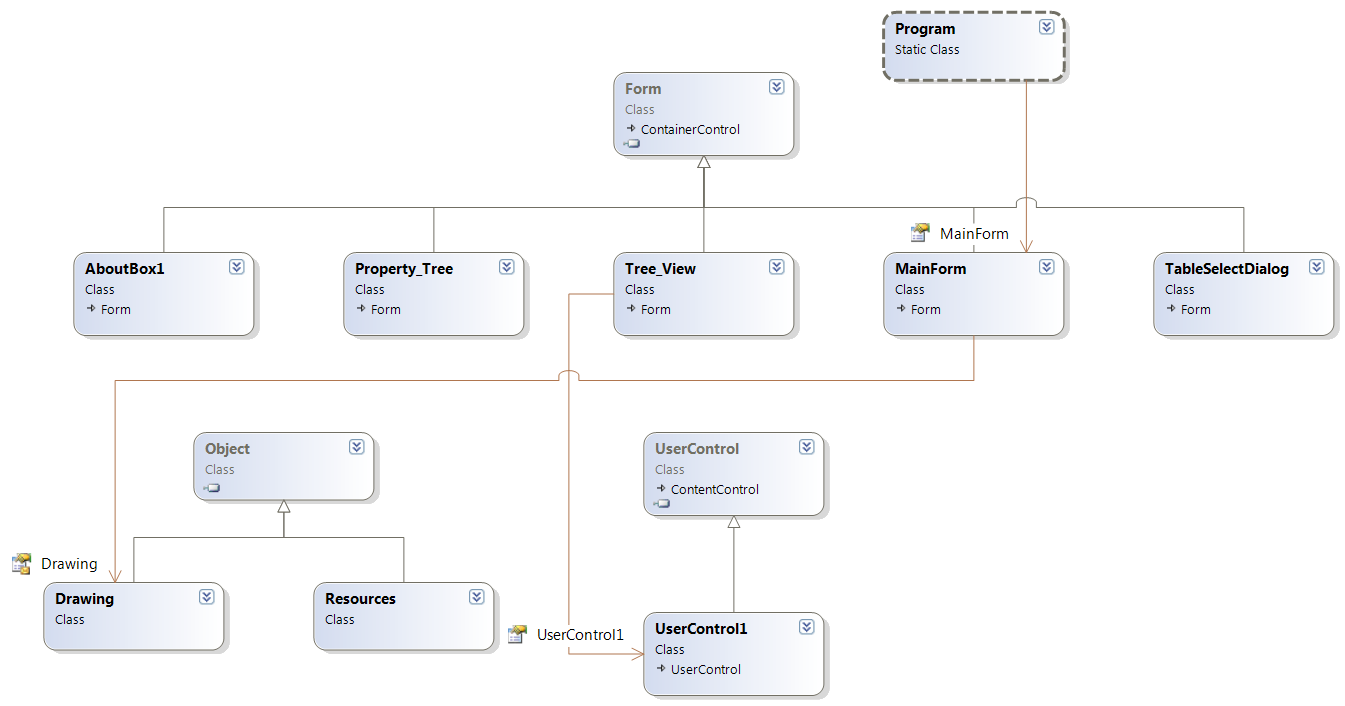 Program
Static Class
Form
Class
ContainerControl
MainForm
AboutBox1
Class
Form
Property_Tree
Class
Form
Tree_View
Class
Form
MainForm
Class
Form
TableSelectDialog
Class
Form
Object
Class
UserControl
Class
ContentControl
Drawing
Drawing
Class
Resources
Class
UserControl1
UserControl1
Class
UserControl